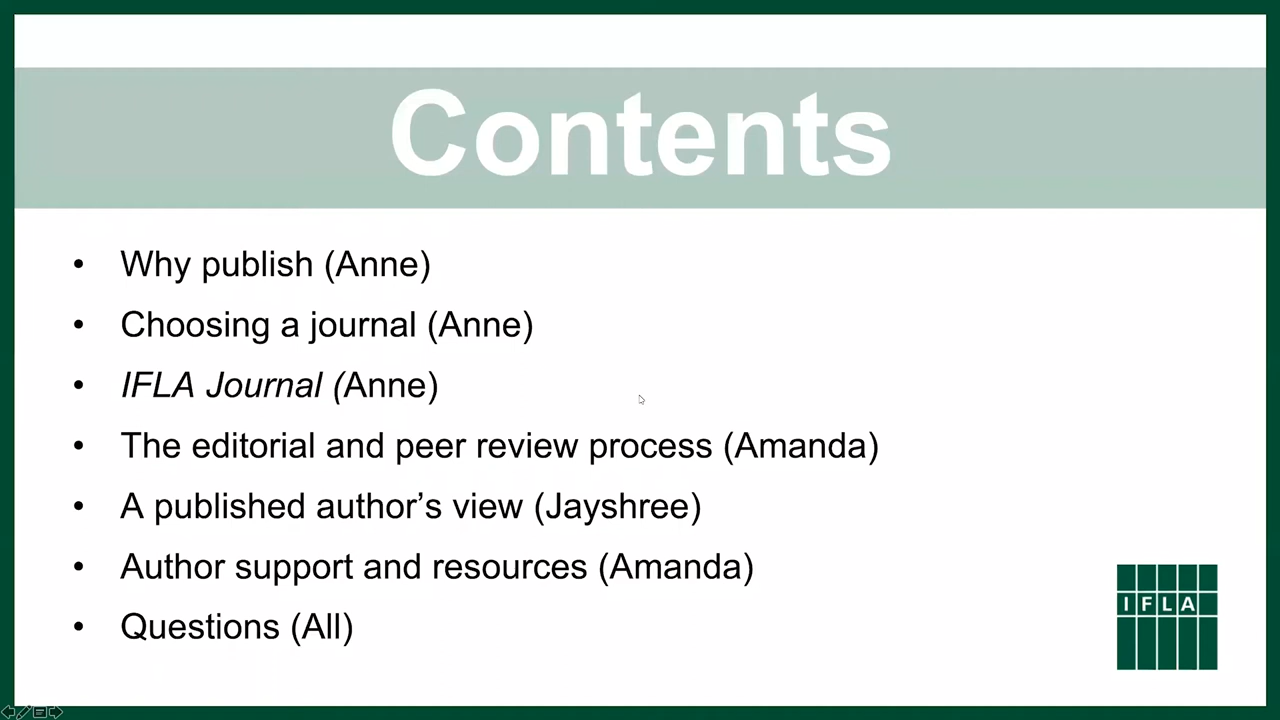 Contents
• Why publish (Anne)
• Choosing a journal (Anne)
• IFLA Journal (Anne)
• The editorial and peer review process (Amanda)
• A published author’s view (Jayshree)
• Author support and resources (Amanda)
• Questions (All)
IFLA